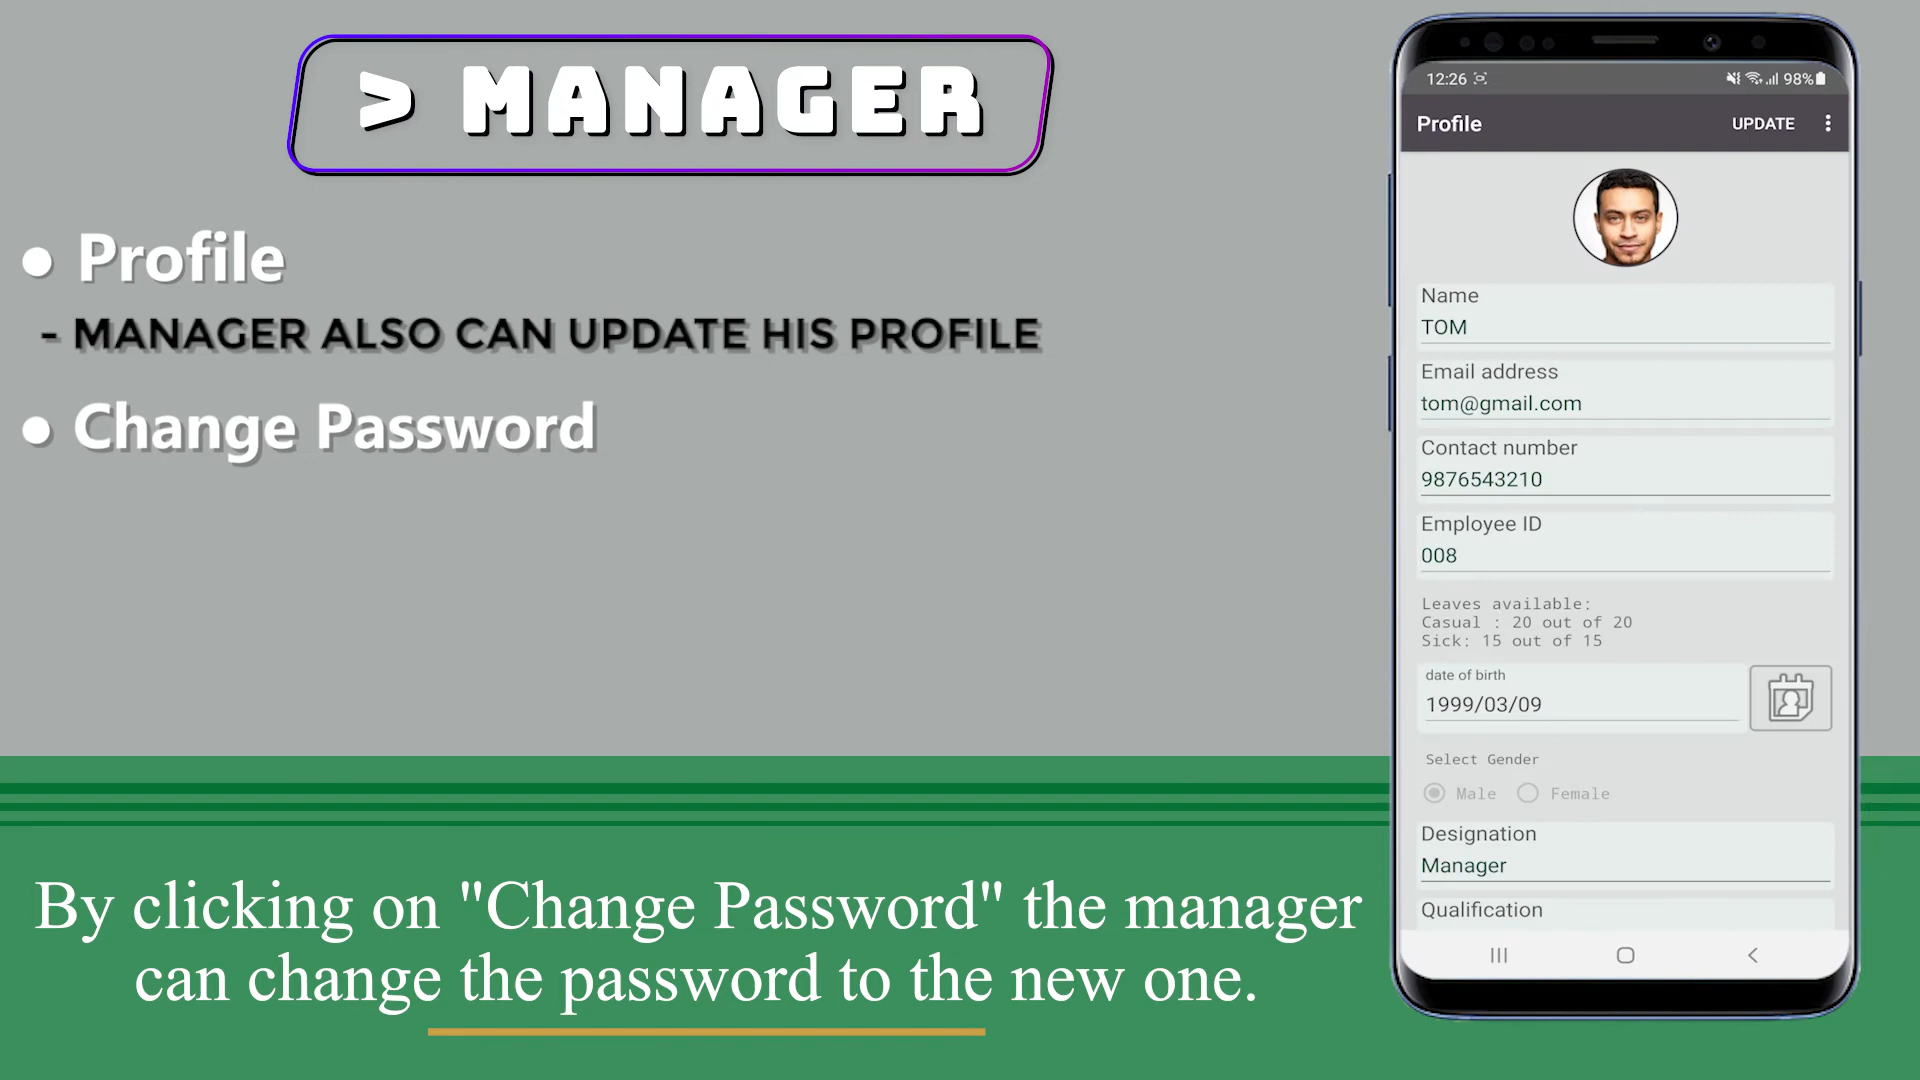 > MANAGER
● Profile
- MANAGER ALSO CAN UPDATE HIS PROFILE
● Change Password
By clicking on "Change Password" the manager
can change the password to the new one.
12:26 98%
Profile UPDATE
Name
TOM
Email address
tom@gmail.com
Contact number
9876543210
Employee ID
008
Leaves available:
Casual : 20 out of 20
Sick: 15 out of 15
date of birth
1999/03/09
Select Gender
Male Female
Designation
Manager
Qualification